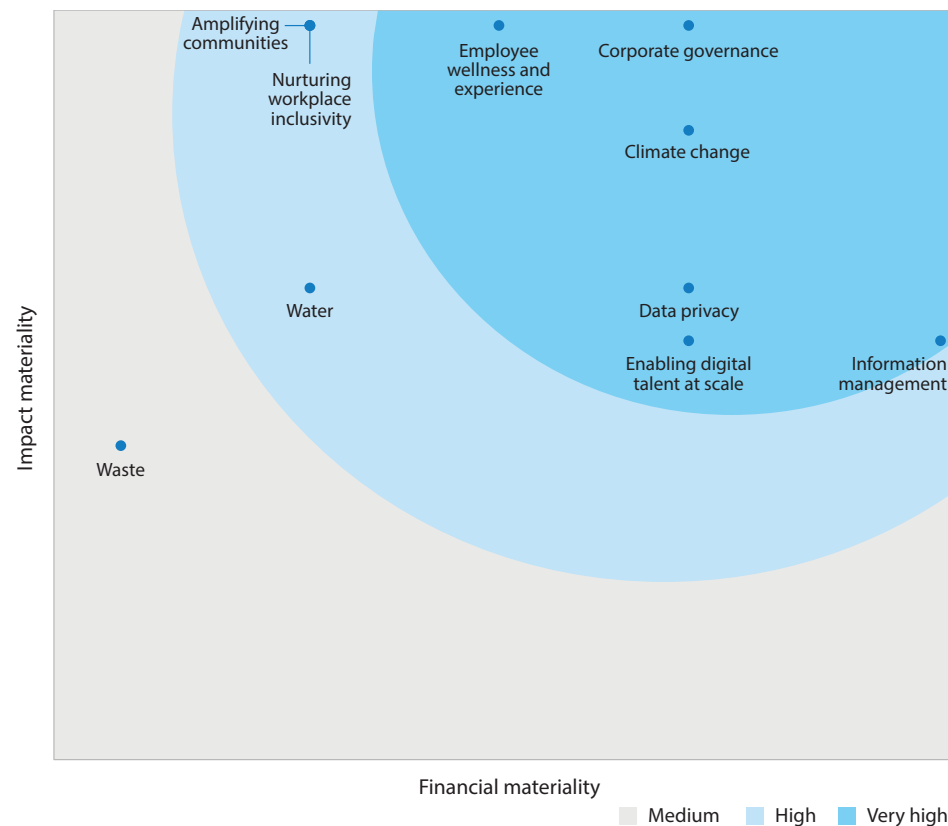 Amplifying
communities
Nurturing
workplace
inclusivity
Employee
wellness and
experience
Corporate governance
Climate change
Water
Data privacy
Enabling digital
talent at scale
Information
management
Waste
Impact materiality
Financial materiality
Medium
High
Very high